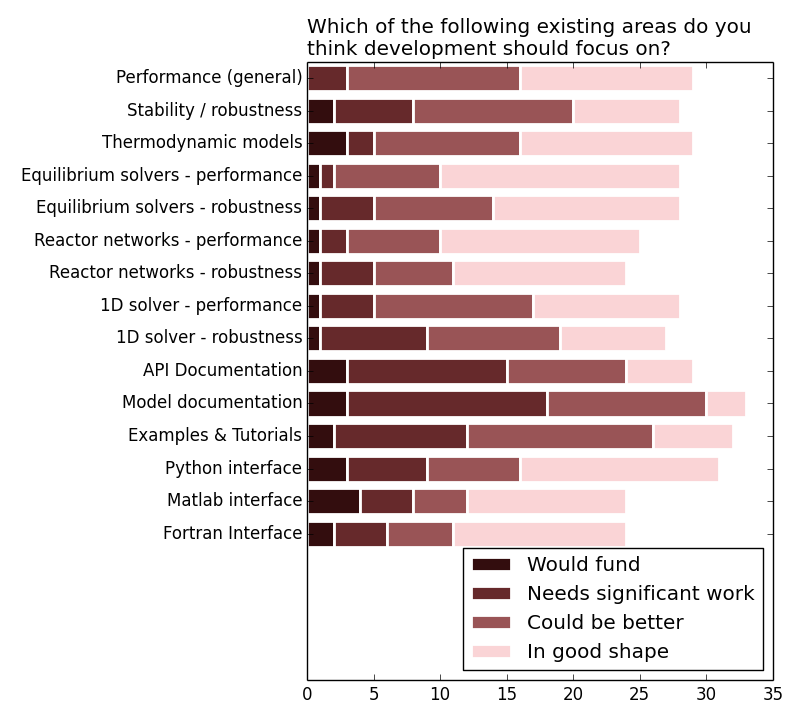 Which of the following existing areas do you
think development should focus on?
Performance (general)
Stability / robustness
Thermodynamic models
Equilibrium solvers - performance
Equilibrium solvers - robustness
Reactor networks - performance
Reactor networks - robustness
1D solver - performance
1D solver - robustness
API Documentation
Model documentation
Examples & Tutorials
Python interface
Matlab interface
Fortran Interface
Would fund
Needs significant work
Could be better
In good shape
0 5 10 15 20 25 30 35